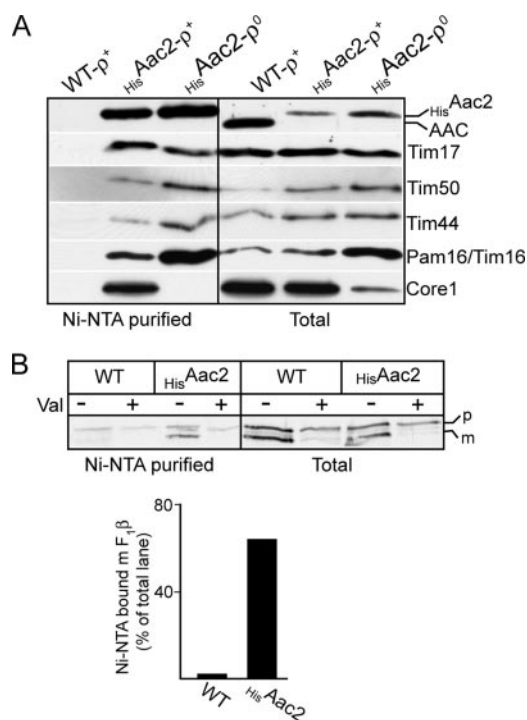 A
WT-ρ+ HisAac2-ρ+ HisAac2-ρ0 WT-ρ+ HisAac2-ρ+ HisAac2-ρ0
HisAac2
AAC
Tim17
Tim50
Tim44
Pam16/Tim16
Core1
Ni-NTA purified Total
B
WT HisAac2 WT HisAac2
Val - + - + - + - +
p
m
Ni-NTA purified Total
Ni-NTA bound m F1β
(% of total lane)
80
40
WT HisAac2